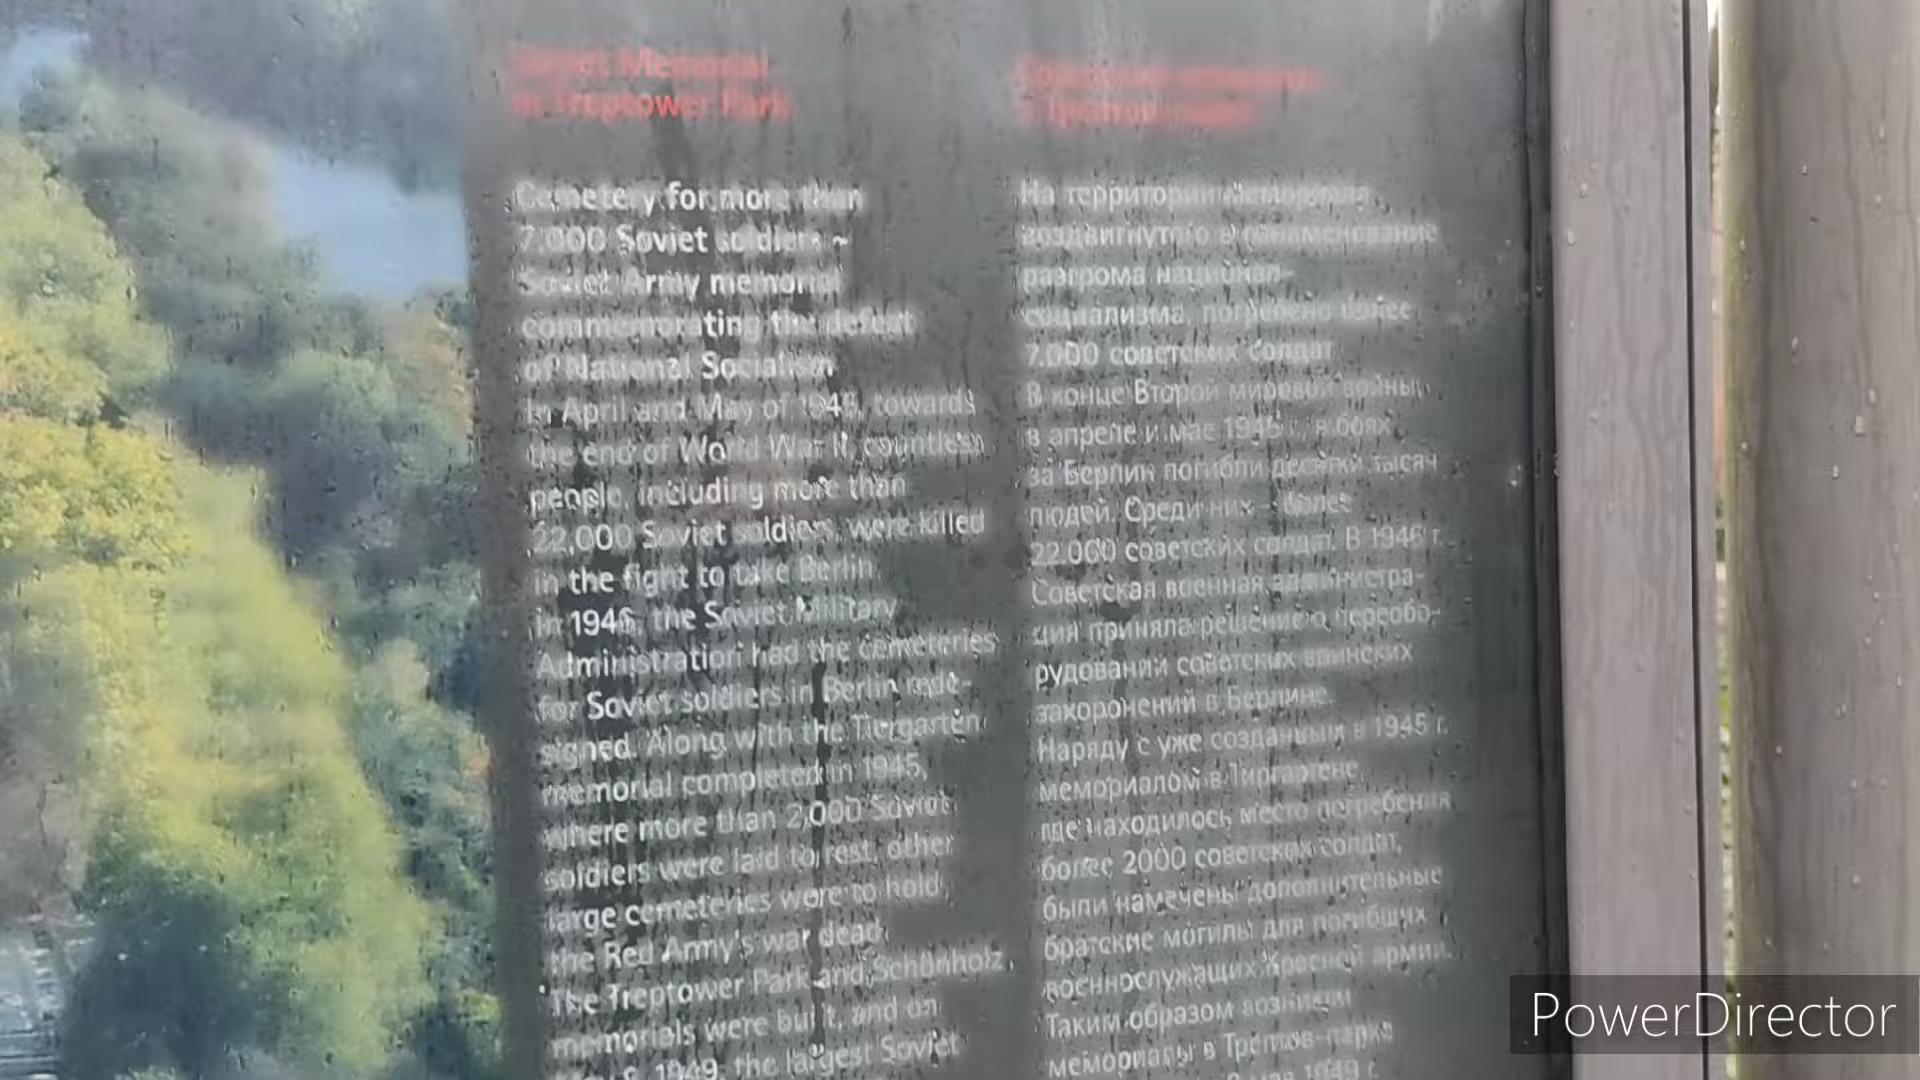 Soviet Memorial
in Treptower Park
Cemetery for more than
7.000 Soviet soldiers –
Soviet Army memorial
commemorating the defeat
of National Socialism
In April and May of 1945, towards
the end of World War II, countless
people, including more than
22,000 Soviet soldiers, were killed
in the fight to take Berlin.
in 1946, the Soviet Military
Administration had the cemeteries
for Soviet soldiers in Berlin rede-
signed. Along with the Tiergarten
memorial completed in 1945,
where more than 2,000 Soviet
soldiers were laid to rest, other
large cemeteries were to hold
the Red Army's war dead.
The Treptower Park and Schönholz
memorials were built, and on
May 8, 1949, the largest Soviet
На территории мемориала,
воздвигнутого в ознаменование
разгрома национал-
социализма, погребено более
7.000 советских солдат
В конце Второй мировой войны,
в апреле и мае 1945 г., в боях
за Берлин погибли десятки тысяч
людей. Среди них – более
22.000 советских солдат. В 1946 г.
Советская военная администра-
ция приняла решение о переобо-
рудований советских воинских
захоронений в Берлине.
Наряду с уже созданным в 1945 г.
мемориалом в Тиргартене,
где находилось место погребения
более 2000 советских солдат,
были намечены дополнительные
братские могилы для погибших
военнослужащих Красной армии.
Таким образом возникли
мемориалы в Трептов-парке
8 мая 1949 г.
PowerDirector